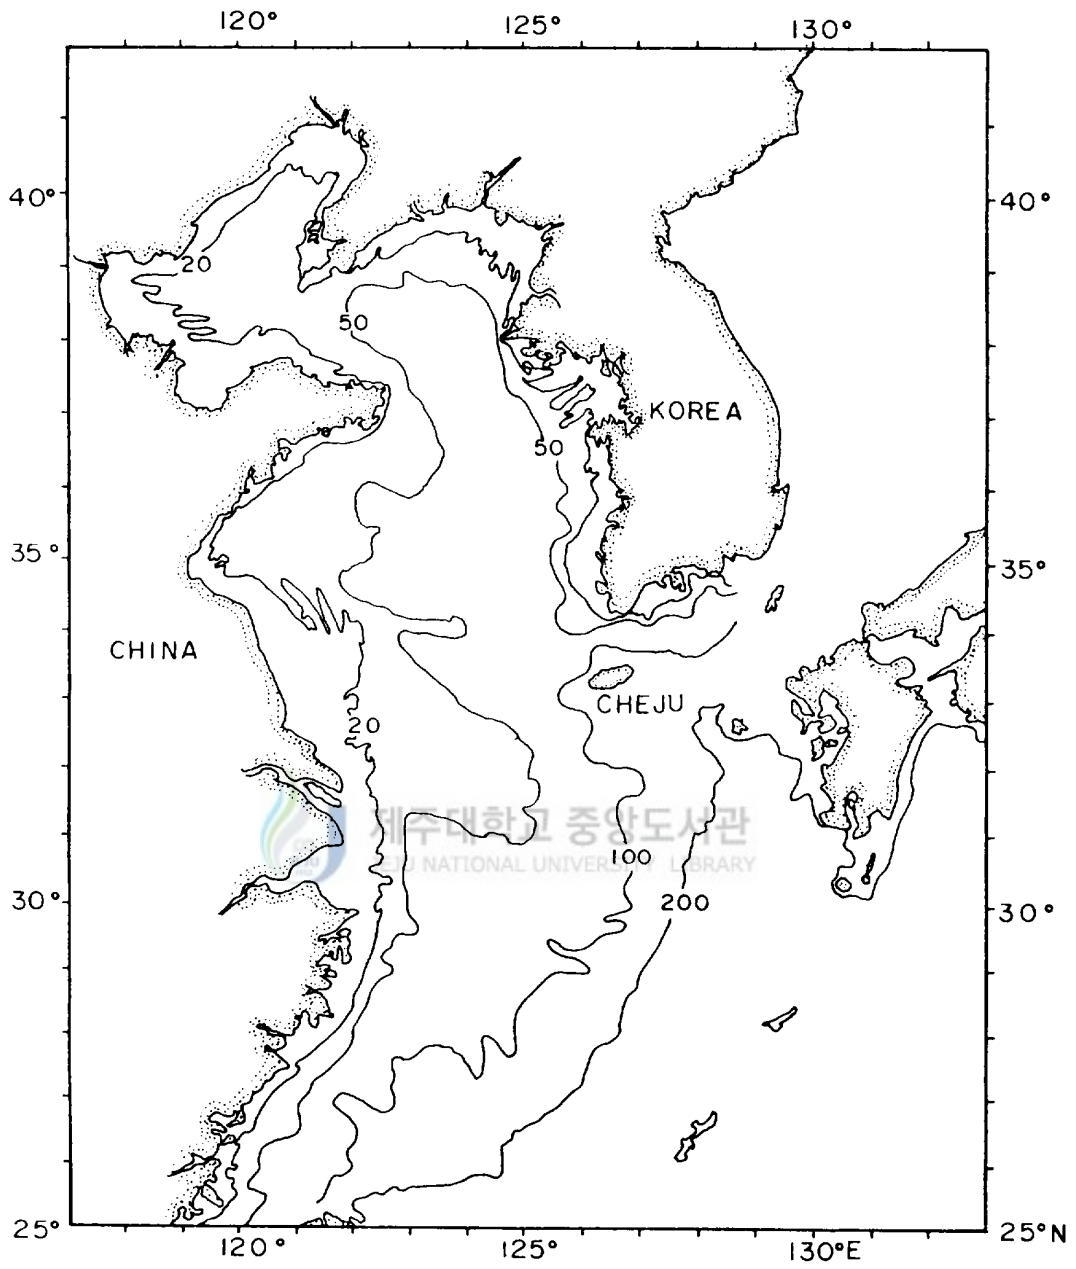 120° 125° 130°
40° 40°
20
50
KOREA
50
35° 35°
CHINA
CHEJU
20
제주대학교 중앙도서관
JEJU NATIONAL UNIVERSITY LIBRARY
100
30° 200 30°
25° 25°N
120° 125° 130°E